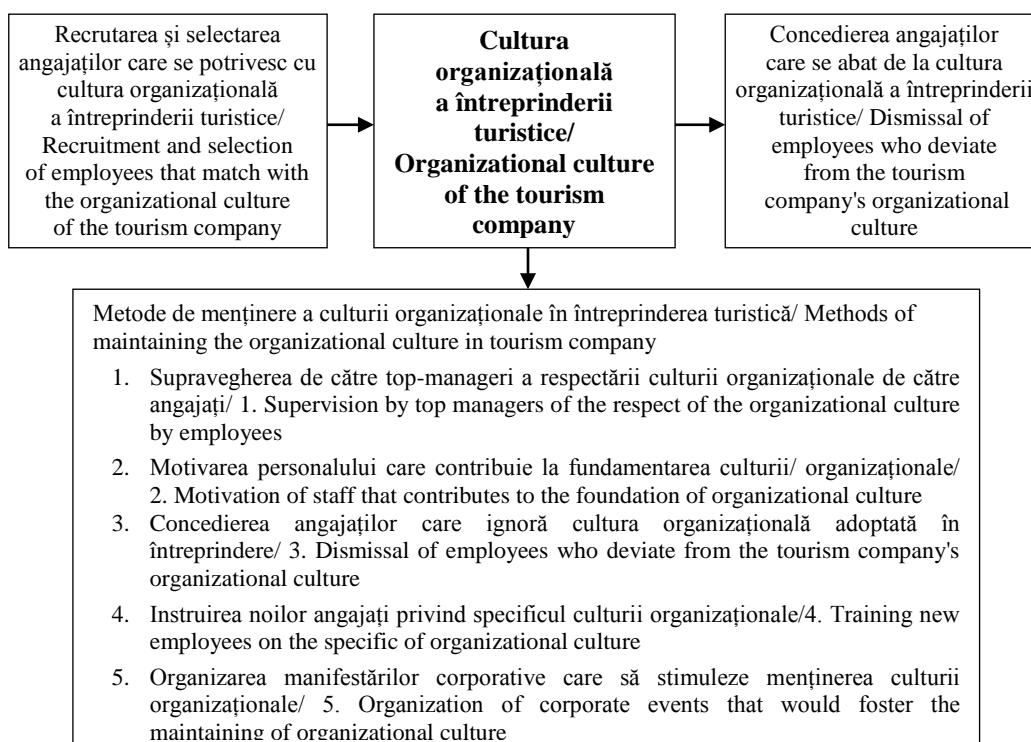 Recrutarea și selectarea
angajaților care se potrivesc cu
cultura organizațională
a întreprinderii turistice/
Recruitment and selection
of employees that match with
the organizational culture
of the tourism company
Cultura
organizațională
a întreprinderii
turistice/
Organizational culture
of the tourism
company
Concedierea angajaților
care se abat de la cultura
organizațională a întreprinderii
turistice/ Dismissal of
employees who deviate
from the tourism
company's organizational
culture
Metode de menținere a culturii organizaționale în întreprinderea turistică/ Methods of
maintaining the organizational culture in tourism company
1. Supravegherea de către top-manageri a respectării culturii organizaționale de către
angajați/ 1. Supervision by top managers of the respect of the organizational culture
by employees
2. Motivarea personalului care contribuie la fundamentarea culturii/ organizaționale/
2. Motivation of staff that contributes to the foundation of organizational culture
3. Concedierea angajaților care ignoră cultura organizațională adoptată în
întreprindere/ 3. Dismissal of employees who deviate from the tourism company's
organizational culture
4. Instruirea noilor angajați privind specificul culturii organizaționale/4. Training new
employees on the specific of organizational culture
5. Organizarea manifestărilor corporative care să stimuleze menținerea culturii
organizaționale/ 5. Organization of corporate events that would foster the
maintaining of organizational culture